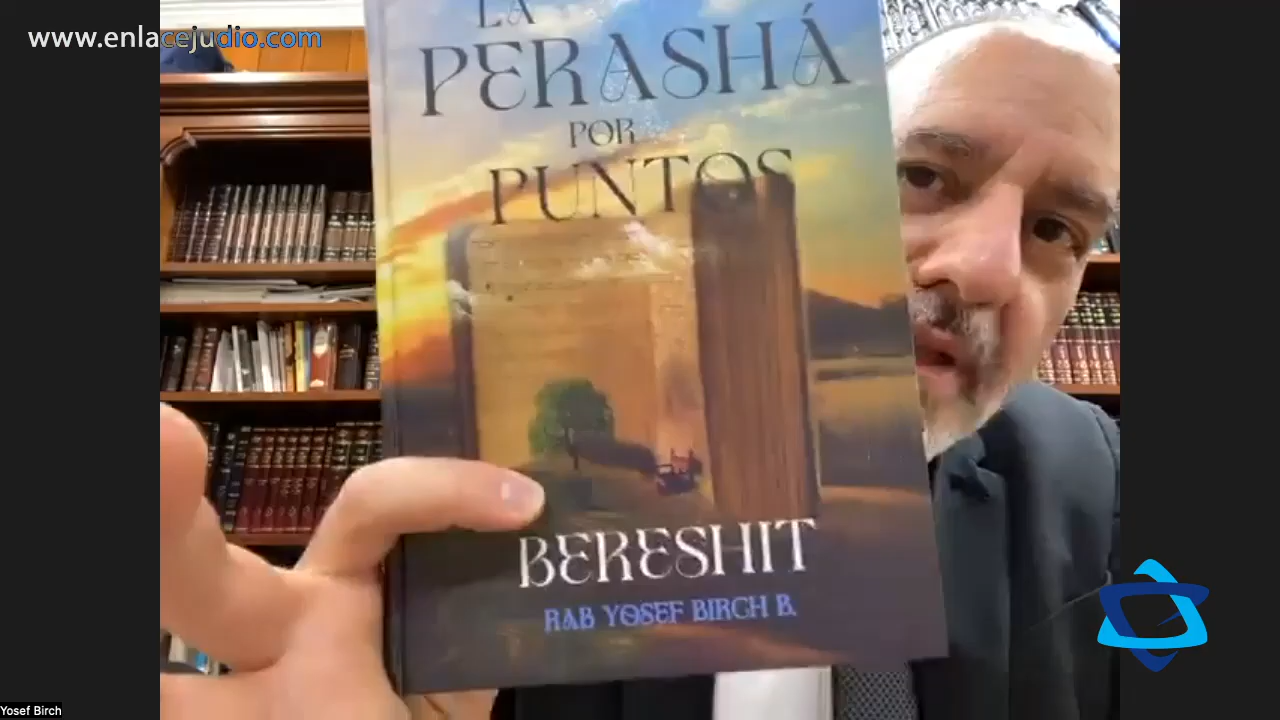 www.enlacejudio.com
LA
PERASHÁ
POR
PUNTOS
BERESHIT
RAB YOSEF BIRCH B.
Yosef Birch